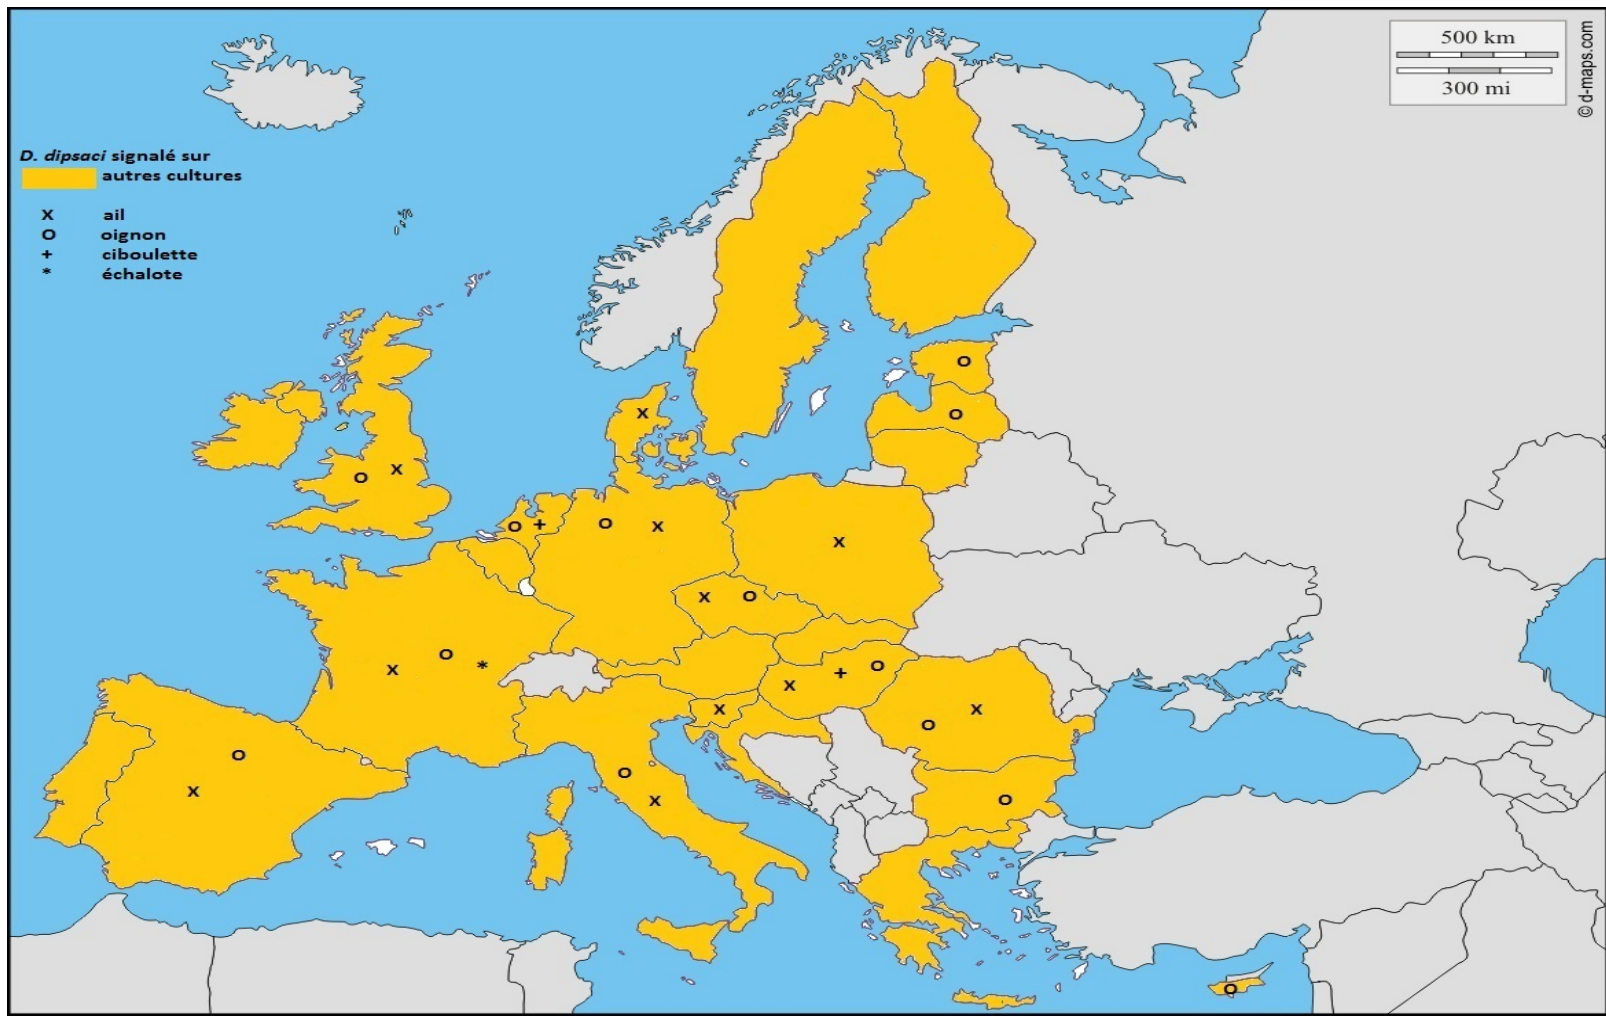 500 km
300 mi
© d-maps.com
D. dipsaci signalé sur
autres cultures
X ail
O oignon
+ ciboulette
* échalote
O
X
O
O X
O + O X
X
X O
X O *
X + O
X
O X
O
X
O
X
O
O